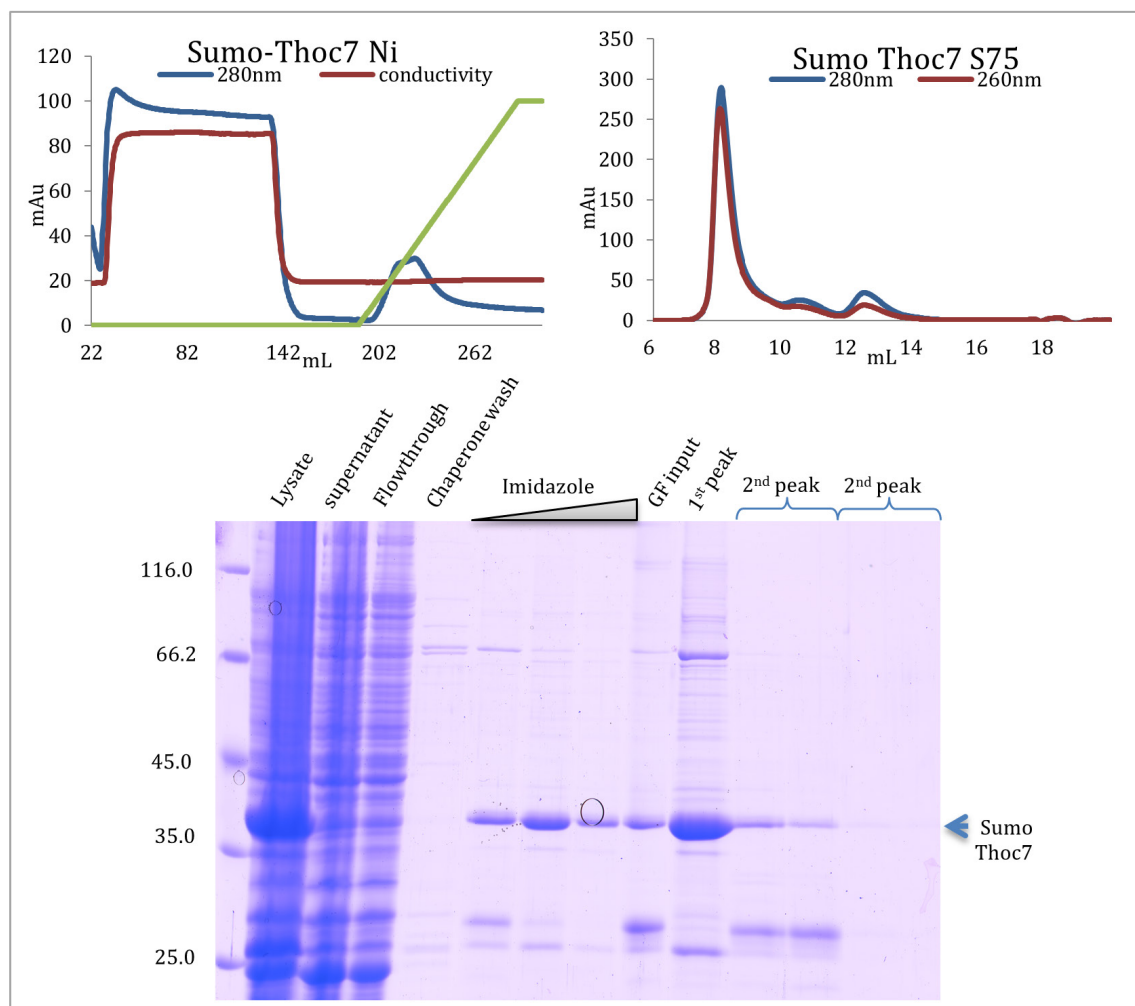 Sumo-Thoc7 Ni
280nm conductivity
120
100
80
60
40
20
0
mAu
22 82 142 202 262
mL
Sumo Thoc7 S75
280nm 260nm
350
300
250
200
150
100
50
0
mAu
6 8 10 12 14 16 18
mL
Lysate
supernatant
Flowthrough
Chaperone wash
Imidazole
GF input
1st peak
2nd peak
2nd peak
116.0
66.2
45.0
35.0
25.0
Sumo
Thoc7